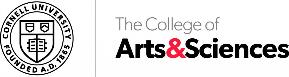 CORNELL UNIVERSITY
FOUNDED A.D. 1865
The College of
Arts&Sciences